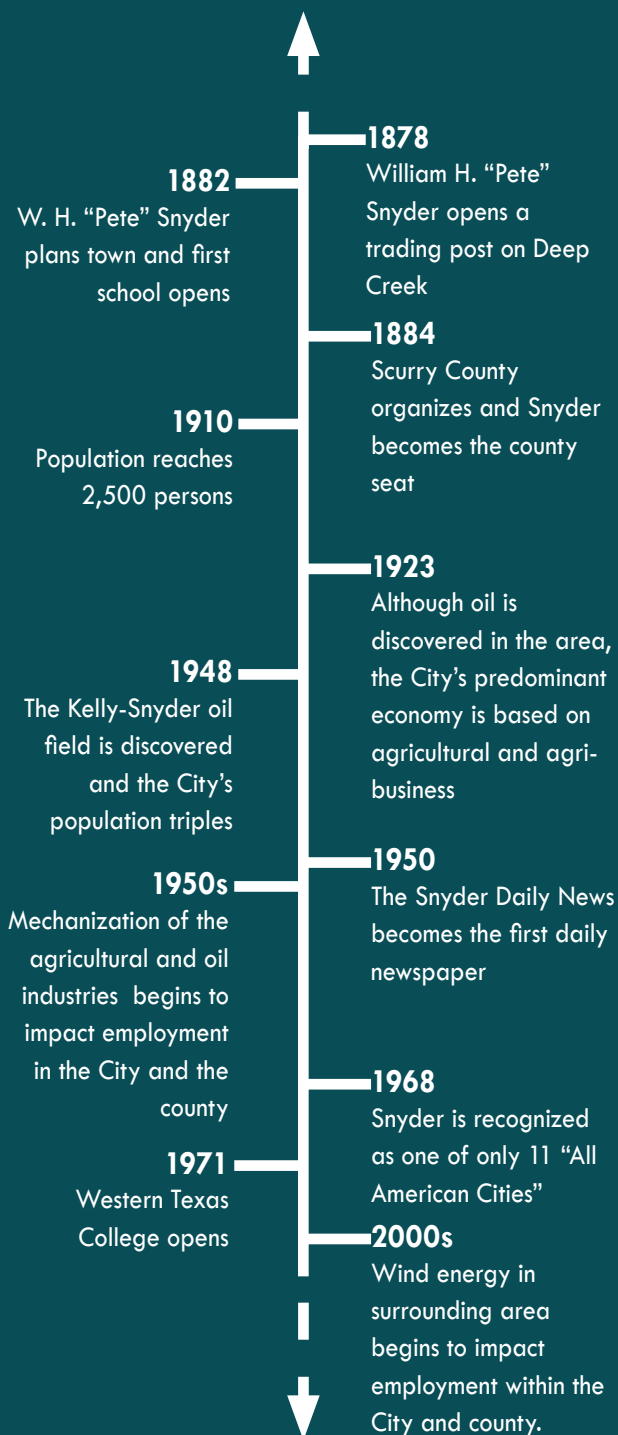 1878
William H. “Pete”
Snyder opens a
trading post on Deep
Creek
1882
W. H. “Pete” Snyder
plans town and first
school opens
1884
Scurry County
organizes and Snyder
becomes the county
seat
1910
Population reaches
2,500 persons
1923
Although oil is
discovered in the area,
the City’s predominant
economy is based on
agricultural and agri-
business
1948
The Kelly-Snyder oil
field is discovered
and the City’s
population triples
1950
The Snyder Daily News
becomes the first daily
newspaper
1950s
Mechanization of the
agricultural and oil
industries begins to
impact employment
in the City and the
county
1968
Snyder is recognized
as one of only 11 “All
American Cities”
1971
Western Texas
College opens
2000s
Wind energy in
surrounding area
begins to impact
employment within the
City and county.